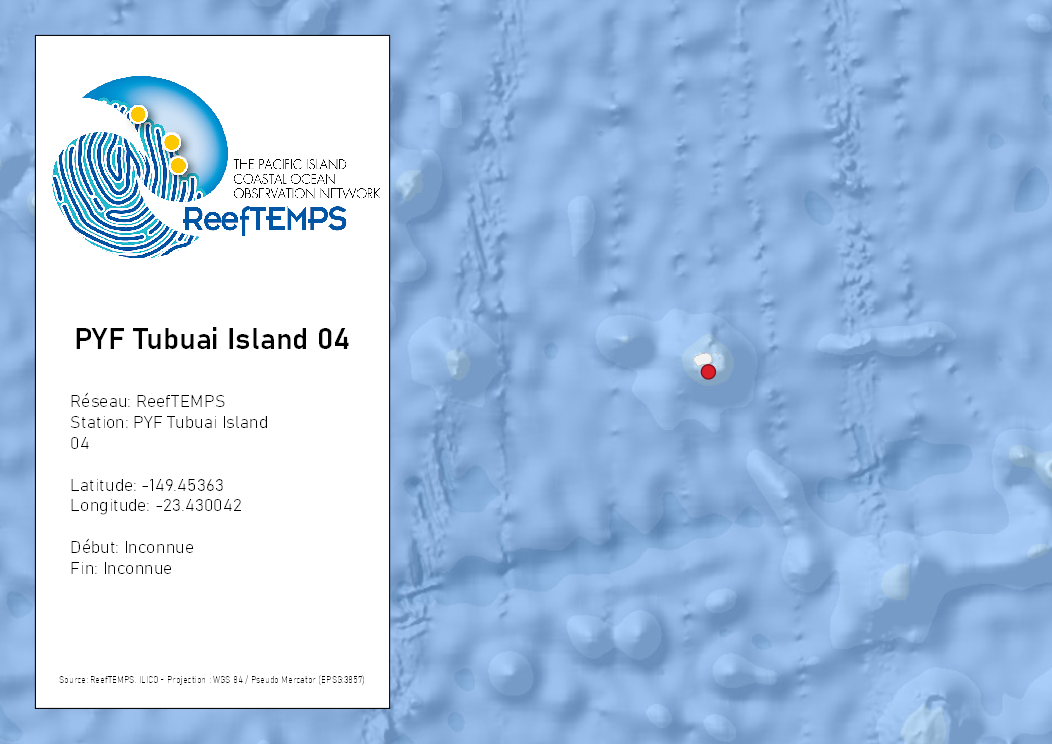 THE PACIFIC ISLAND
COASTAL OCEAN
OBSERVATION NETWORK
ReefTEMPS
PYF Tubuai Island 04
Réseau: ReefTEMPS
Station: PYF Tubuai Island
04
Latitude: -149.45363
Longitude: -23.430042
Début: Inconnue
Fin: Inconnue
Source: ReefTEMPS, ILICO - Projection : WGS 84 / Pseudo Mercator (EPSG:3857)